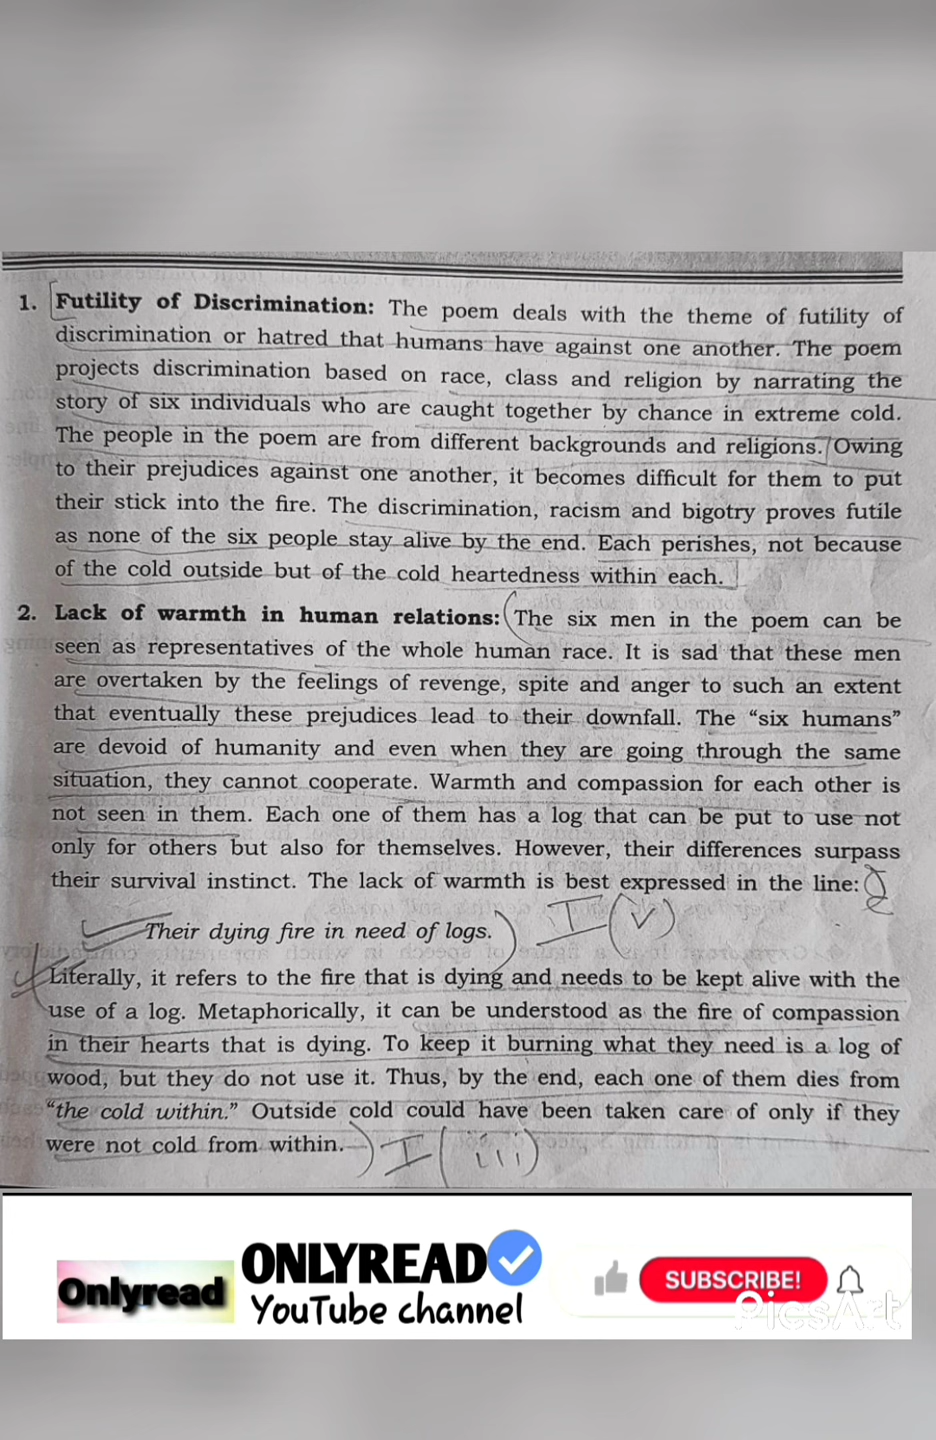 1. Futility of Discrimination: The poem deals with the theme of futility of
discrimination or hatred that humans have against one another. The poem
projects discrimination based on race, class and religion by narrating the
story of six individuals who are caught together by chance in extreme cold.
The people in the poem are from different backgrounds and religions. Owing
to their prejudices against one another, it becomes difficult for them to put
their stick into the fire. The discrimination, racism and bigotry proves futile
as none of the six people stay alive by the end. Each perishes, not because
of the cold outside but of the cold heartedness within each.
2. Lack of warmth in human relations: The six men in the poem can be
seen as representatives of the whole human race. It is sad that these men
are overtaken by the feelings of revenge, spite and anger to such an extent
that eventually these prejudices lead to their downfall. The “six humans”
are devoid of humanity and even when they are going through the same
situation, they cannot cooperate. Warmth and compassion for each other is
not seen in them. Each one of them has a log that can be put to use not
only for others but also for themselves. However, their differences surpass
their survival instinct. The lack of warmth is best expressed in the line:
Their dying fire in need of logs. I (v)
Literally, it refers to the fire that is dying and needs to be kept alive with the
use of a log. Metaphorically, it can be understood as the fire of compassion
in their hearts that is dying. To keep it burning what they need is a log of
wood, but they do not use it. Thus, by the end, each one of them dies from
“the cold within.” Outside cold could have been taken care of only if they
were not cold from within. I (iii)
Onlyread
ONLYREAD
YouTube channel
SUBSCRIBE!
PicsArt